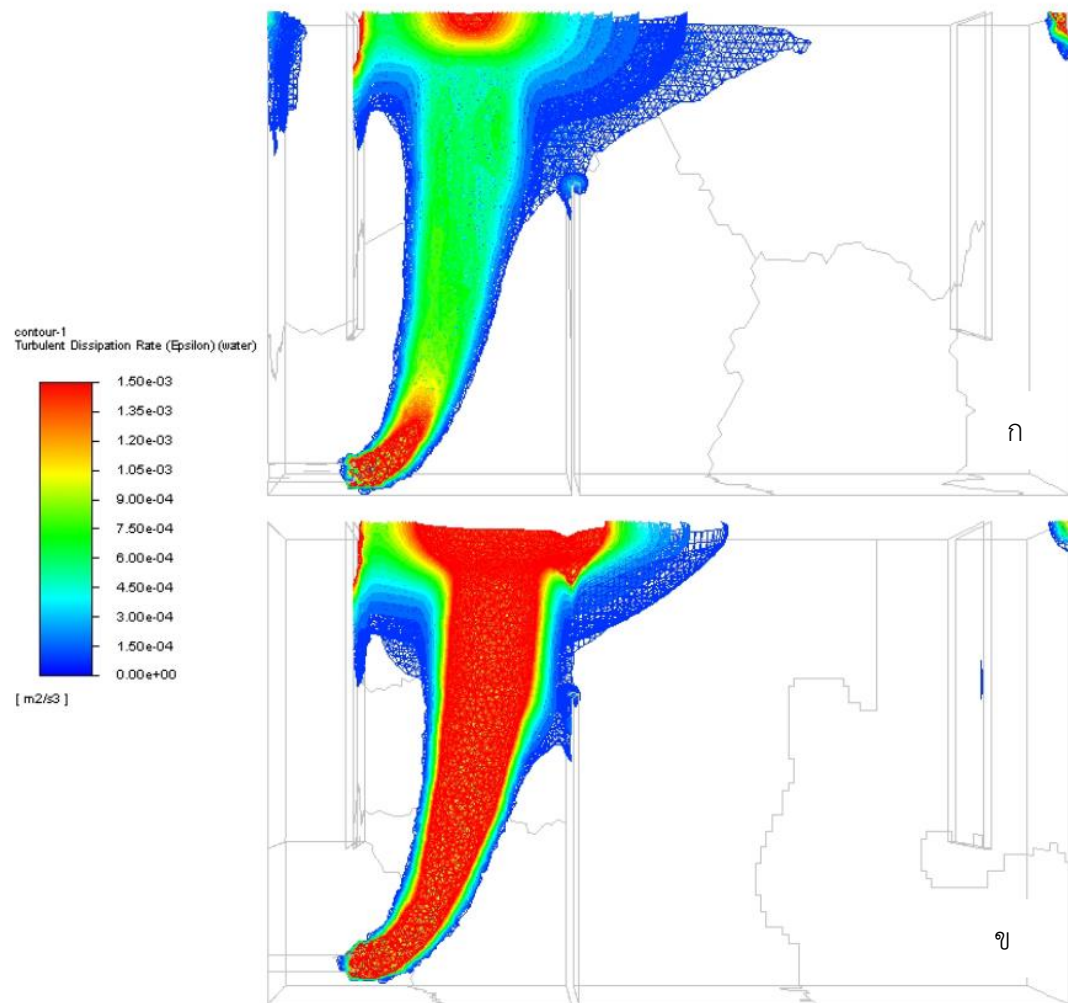 contour-1
Turbulent Dissipation Rate (Epsilon) (water)
1.50e-03
1.35e-03
1.20e-03
1.05e-03
9.00e-04
7.50e-04
6.00e-04
4.50e-04
3.00e-04
1.50e-04
0.00e+00
[ m2/s3 ]
ก
ข